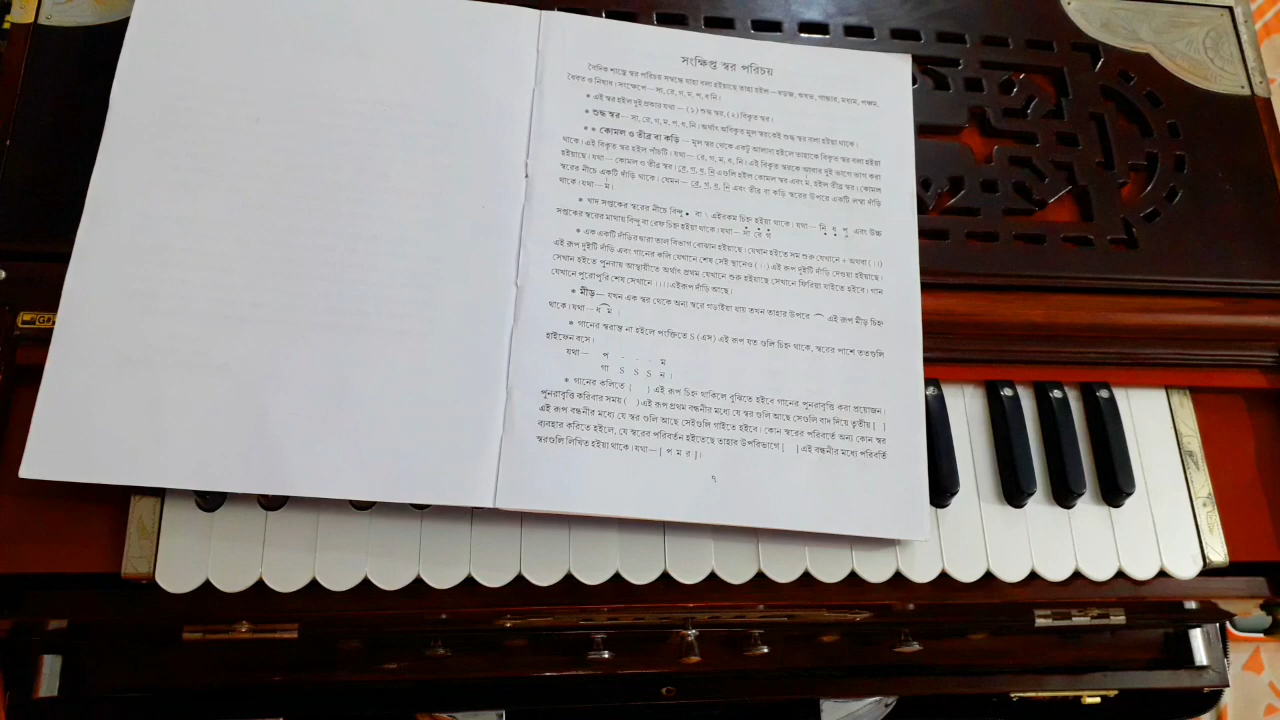 সংক্ষিপ্ত স্বর পরিচয়
বৈদিক শাস্ত্রে স্বর পরিচয় সম্বন্ধে যাহা বলা হইয়াছে তাহা হইল—ষড়জ, ঋষভ, গান্ধার, মধ্যম, পঞ্চম,
ধৈবত ও নিষাধ। সংক্ষেপে— সা, রে, গ, ম, প, ধ নি।
* এই স্বর হইল দুই প্রকার যথা — (১) শুদ্ধ স্বর, (২) বিকৃত স্বর।
* শুদ্ধ স্বর— সা, রে, গ, ম, প, ধ, নি। অর্থাৎ অবিকৃত মূল স্বরকেই শুদ্ধ স্বর বলা হইয়া থাকে।
* * কোমল ও তীব্র বা কড়ি — মূল স্বর থেকে একটু আলাদা হইলে তাহাকে বিকৃত স্বর বলা হইয়া
থাকে। এই বিকৃত স্বর হইল পাঁচটি। যথা— রে, গ, ম, ধ, নি। এই বিকৃত স্বরকে আবার দুই ভাগে ভাগ করা
হইয়াছে। যথা— কোমল ও তীব্র স্বর। রে, গ, ধ, নি এগুলি হইল কোমল স্বর এবং ম, হইল তীব্র স্বর। কোমল
স্বরের নীচে একটি দাঁড়ি থাকে। যেমন— রে, গ, ধ, নি এবং তীব্র বা কড়ি স্বরের উপরে একটি লম্বা দাঁড়ি
থাকে। যথা— ম।
* খাদ সপ্তকের স্বরের নীচে বিন্দু • বা \ এইরকম চিহ্ন হইয়া থাকে। যথা— নি ধ প এবং উচ্চ
সপ্তকের স্বরের মাথায় বিন্দু বা রেফ চিহ্ন হইয়া থাকে। যথা— সা রে গ
* এক একটি দাঁড়ির দ্বারা তাল বিভাগ বোঝান হইয়াছে। যেখান হইতে সম শুরু যেখানে + অথবা (।।)
এই রূপ দুইটি দাঁড়ি এবং গানের কলি যেখানে শেষ সেই স্থানেও (।।) এই রূপ দুইটি দাঁড়ি দেওয়া হইয়াছে।
সেখান হইতে পুনরায় আস্থায়ীতে অর্থাৎ প্রথম যেখানে শুরু হইয়াছে সেখানে ফিরিয়া যাইতে হইবে। গান
যেখানে পুরোপুরি শেষ সেখানে ।।।। এইরূপ দাঁড়ি আছে।
* মীড়— যখন এক স্বর থেকে অন্য স্বরে গড়াইয়া যায় তখন তাহার উপরে ⌒ এই রূপ মীড় চিহ্ন
থাকে। যথা— ধ⌒ম ।
* গানের স্বরান্ত না হইলে পংক্তিতে S (এস) এই রূপ যত গুলি চিহ্ন থাকে, স্বরের পাশে ততগুলি
হাইফেন বসে।
যথা— প - - - ম
গা S S S ন ।
* গানের কলিতে { } এই রূপ চিহ্ন থাকিলে বুঝিতে হইবে গানের পুনরাবৃত্তি করা প্রয়োজন।
পুনরাবৃত্তি করিবার সময় ( ) এই রূপ প্রথম বন্ধনীর মধ্যে যে স্বর গুলি আছে সেগুলি বাদ দিয়ে তৃতীয় [ ]
এই রূপ বন্ধনীর মধ্যে যে স্বর গুলি আছে সেইগুলি গাইতে হইবে। কোন স্বরের পরিবর্তে অন্য কোন স্বর
ব্যবহার করিতে হইলে, যে স্বরের পরিবর্তন হইতেছে তাহার উপরিভাগে [ ] এই বন্ধনীর মধ্যে পরিবর্তি
স্বরগুলি লিখিত হইয়া থাকে। যথা— [ প ম র ]।
৭